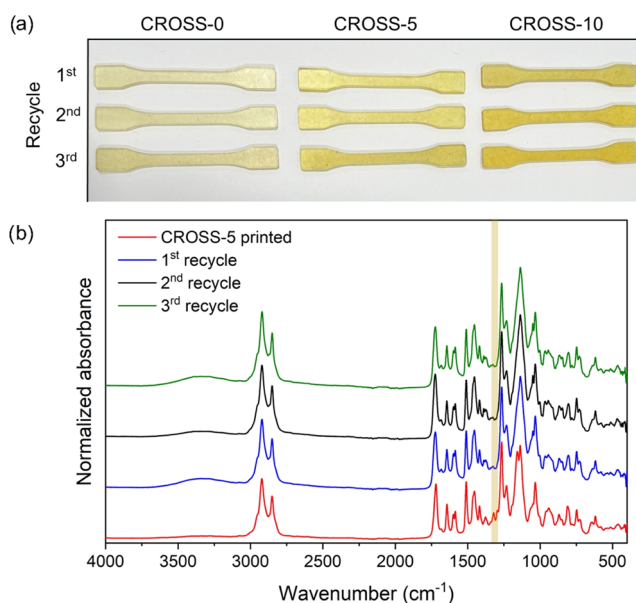 (a)
CROSS-0 CROSS-5 CROSS-10
Recycle
1st
2nd
3rd
(b)
CROSS-5 printed
1st recycle
2nd recycle
3rd recycle
Normalized absorbance
4000 3500 3000 2500 2000 1500 1000 500
Wavenumber (cm-1)